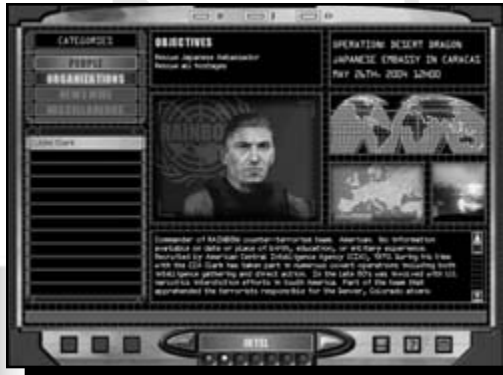 CATEGORIES
PEOPLE
ORGANIZATIONS
NEWSWIRE
MISCELLANEOUS
John Clark
OBJECTIVES
Rescue Japanese Ambassador
Rescue all hostages
OPERATION: DESERT DRAGON
JAPANESE EMBASSY IN CARACAS
MAY 26TH, 2004 12H00
RAINBOW
Commander of RAINBOW counter-terrorist team. American. No information
available on date or place of birth, education, or military experience.
Recruited by American Central Intelligence Agency (CIA), 1970. During his time
with the CIA Clark has taken part in numerous covert operations including both
intelligence gathering and direct action. In the late 80's was involved with U.S.
narcotics interdiction efforts in South America. Part of the team that
apprehended the terrorists responsible for the Denver, Colorado atomic
INTEL